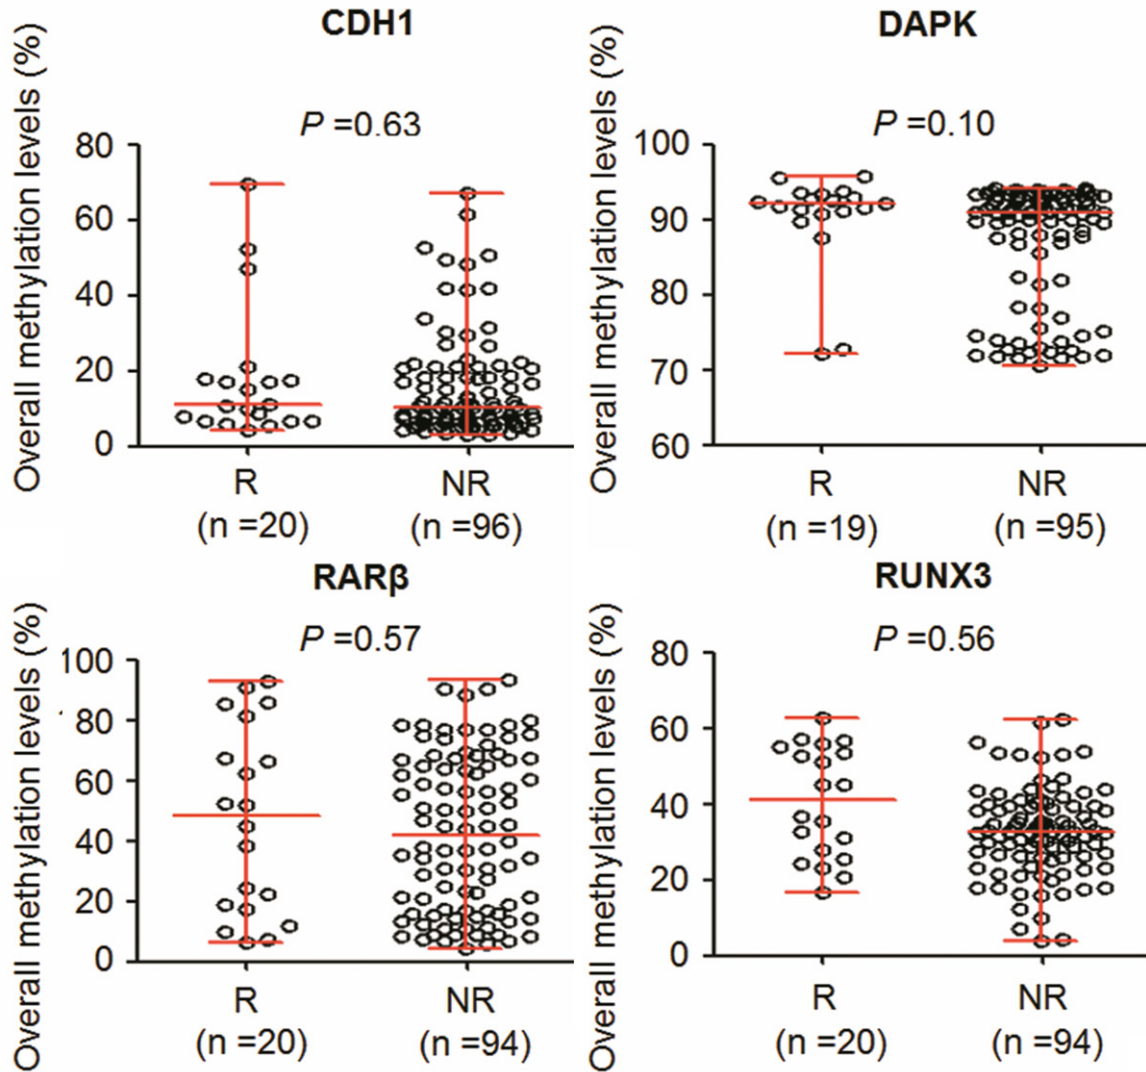 CDH1
Overall methylation levels (%)
P =0.63
80
60
40
20
0
R
NR
(n =20)
(n =96)
DAPK
Overall methylation levels (%)
P =0.10
100
90
80
70
60
R
NR
(n =19)
(n =95)
RARβ
Overall methylation levels (%)
P =0.57
100
80
60
40
20
0
R
NR
(n =20)
(n =94)
RUNX3
Overall methylation levels (%)
P =0.56
80
60
40
20
0
R
NR
(n =20)
(n =94)